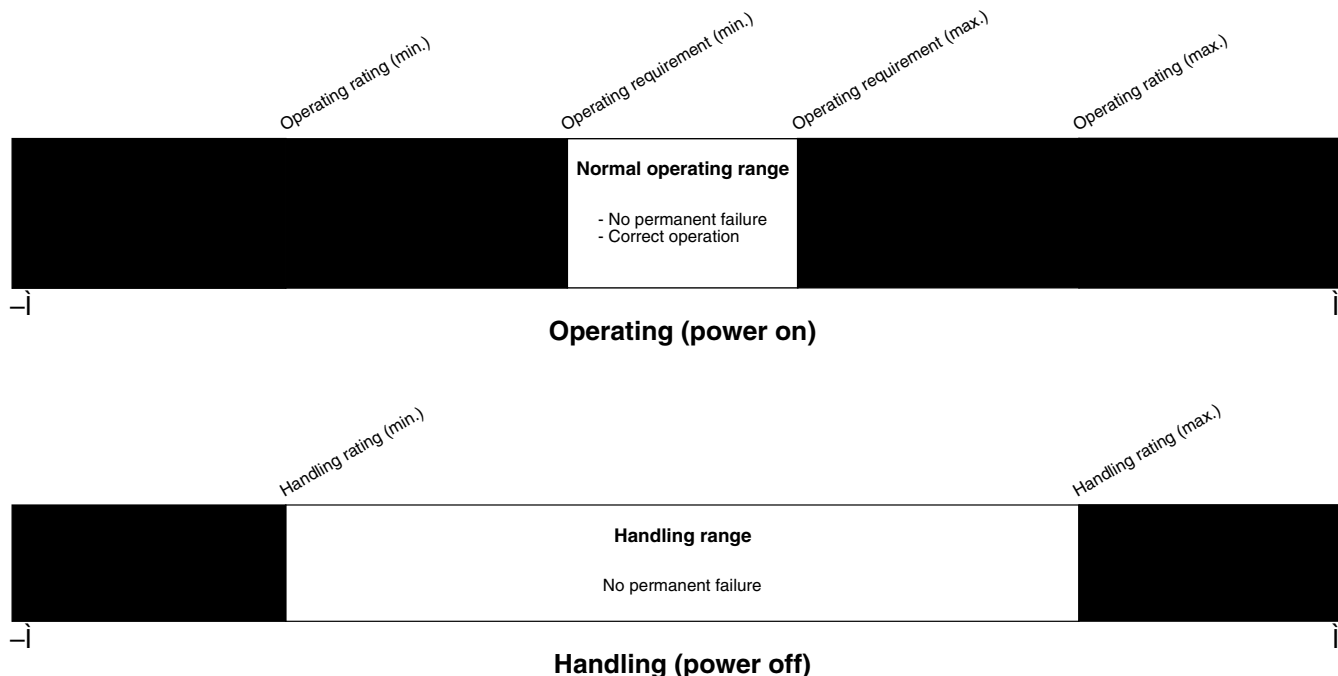 Operating rating (min.)
Operating requirement (min.)
Operating requirement (max.)
Operating rating (max.)
Normal operating range
- No permanent failure
- Correct operation
–Ì
Ì
Operating (power on)
Handling rating (min.)
Handling rating (max.)
Handling range
No permanent failure
–Ì
Ì
Handling (power off)